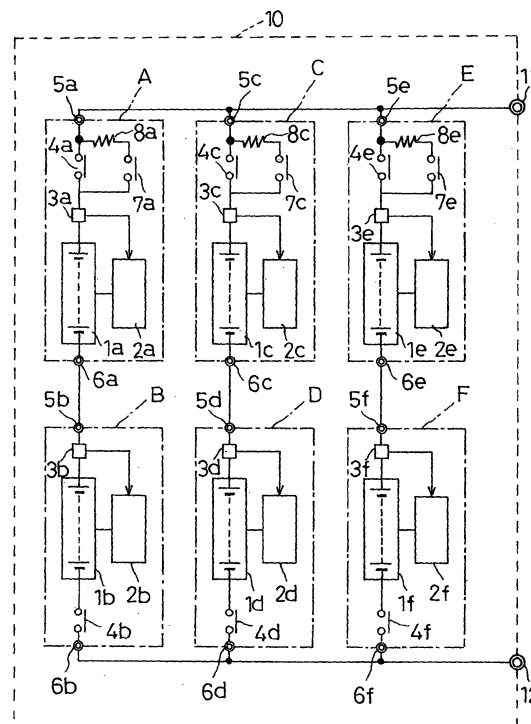 10
A C E
5a 5c 5e 11
8a 8c 8e
4a 4c 4e
7a 7c 7e
3a 3c 3e
1a 2a 1c 2c 1e 2e
6a 6c 6e
5b B 5d D 5f F
3b 3d 3f
1b 2b 1d 2d 1f 2f
4b 4d 4f
6b 6d 6f 12